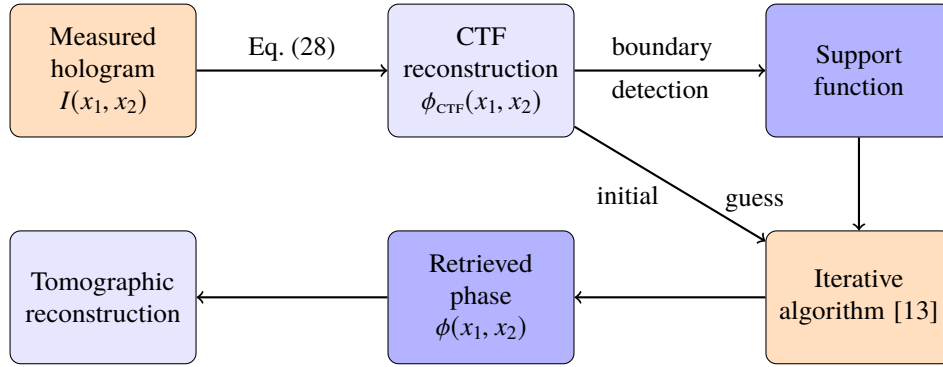 Measured
hologram
I(x₁, x₂)
Eq. (28)
CTF
reconstruction
ϕ_CTF(x₁, x₂)
boundary
detection
Support
function
initial
guess
Tomographic
reconstruction
Retrieved
phase
ϕ(x₁, x₂)
Iterative
algorithm [13]